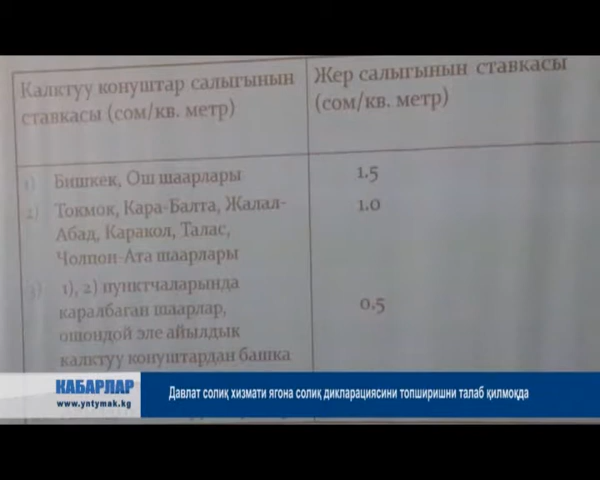 Калктуу конуштар салыгынын
ставкасы (сом/кв. метр)
Жер салыгынын ставкасы
(сом/кв. метр)
1) Бишкек, Ош шаарлары
1.5
2) Токмок, Кара-Балта, Жалал-
Абад, Каракол, Талас,
Чолпон-Ата шаарлары
1.0
3) 1), 2) пунктчаларында
каралбаган шаарлар,
ошондой эле айылдык
калктуу конуштардан башка
0.5
КАБАРЛАР
www.yntymak.kg
Давлат солиқ хизмати ягона солиқ дикларациясини топширишни талаб қилмоқда